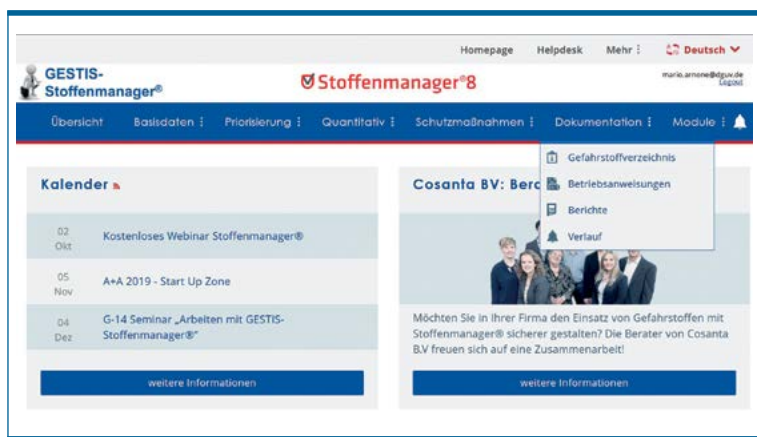 Homepage Helpdesk Mehr ⋮ Deutsch
GESTIS-
Stoffenmanager®
Stoffenmanager®8
mario.arnone@dguv.de
Logout
Übersicht Basisdaten ⋮ Priorisierung ⋮ Quantitativ ⋮ Schutzmaßnahmen ⋮ Dokumentation ⋮ Module ⋮
Gefahrstoffverzeichnis
Betriebsanweisungen
Berichte
Verlauf
Kalender
02
Okt
Kostenloses Webinar Stoffenmanager®
05
Nov
A+A 2019 - Start Up Zone
04
Dez
G-14 Seminar „Arbeiten mit GESTIS-
Stoffenmanager®"
weitere Informationen
Cosanta BV:
Möchten Sie in Ihrer Firma den Einsatz von Gefahrstoffen mit
Stoffenmanager® sicherer gestalten? Die Berater von Cosanta
B.V freuen sich auf eine Zusammenarbeit!
weitere Informationen